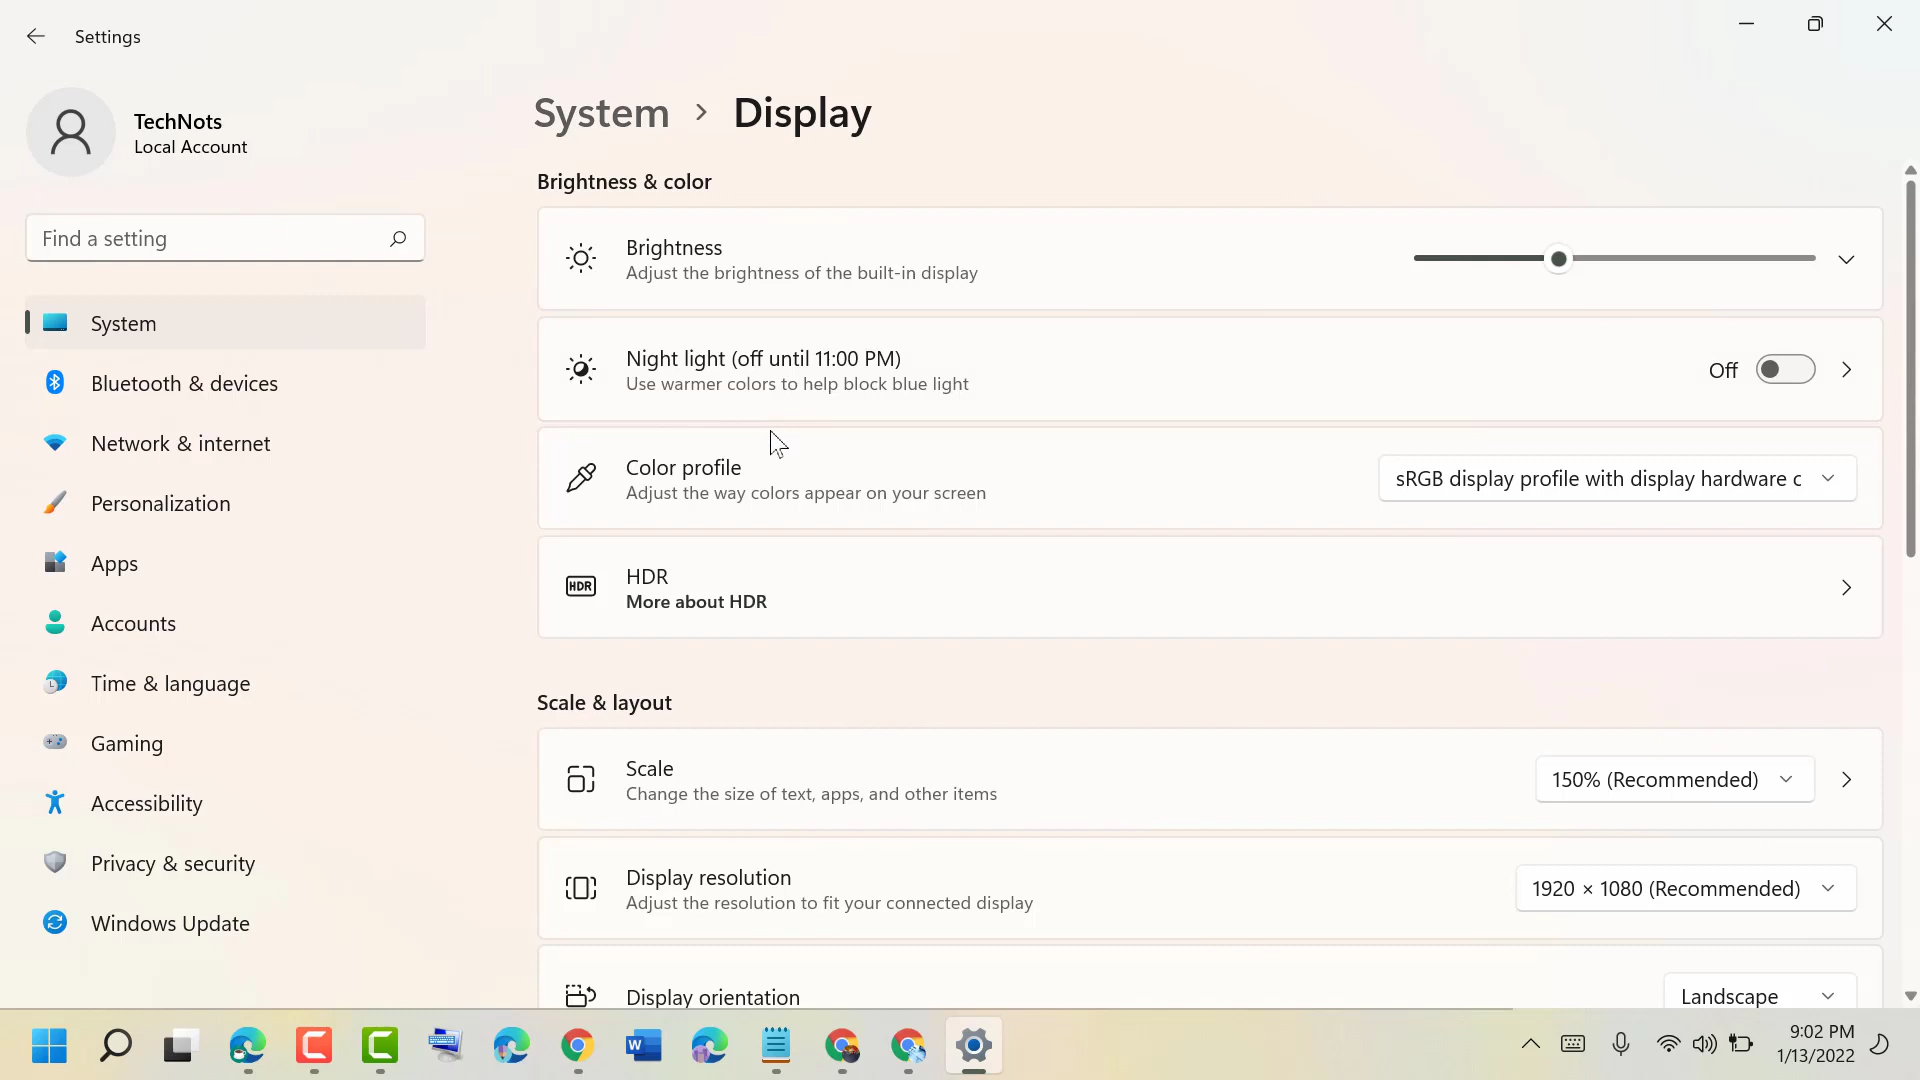 Settings
TechNots
Local Account
Find a setting
System
Bluetooth & devices
Network & internet
Personalization
Apps
Accounts
Time & language
Gaming
Accessibility
Privacy & security
Windows Update
System > Display
Brightness & color
Brightness
Adjust the brightness of the built-in display
Night light (off until 11:00 PM)
Use warmer colors to help block blue light
Off
Color profile
Adjust the way colors appear on your screen
sRGB display profile with display hardware c
HDR
HDR
More about HDR
Scale & layout
Scale
Change the size of text, apps, and other items
150% (Recommended)
Display resolution
Adjust the resolution to fit your connected display
1920 × 1080 (Recommended)
Display orientation
Landscape
W
9:02 PM
1/13/2022